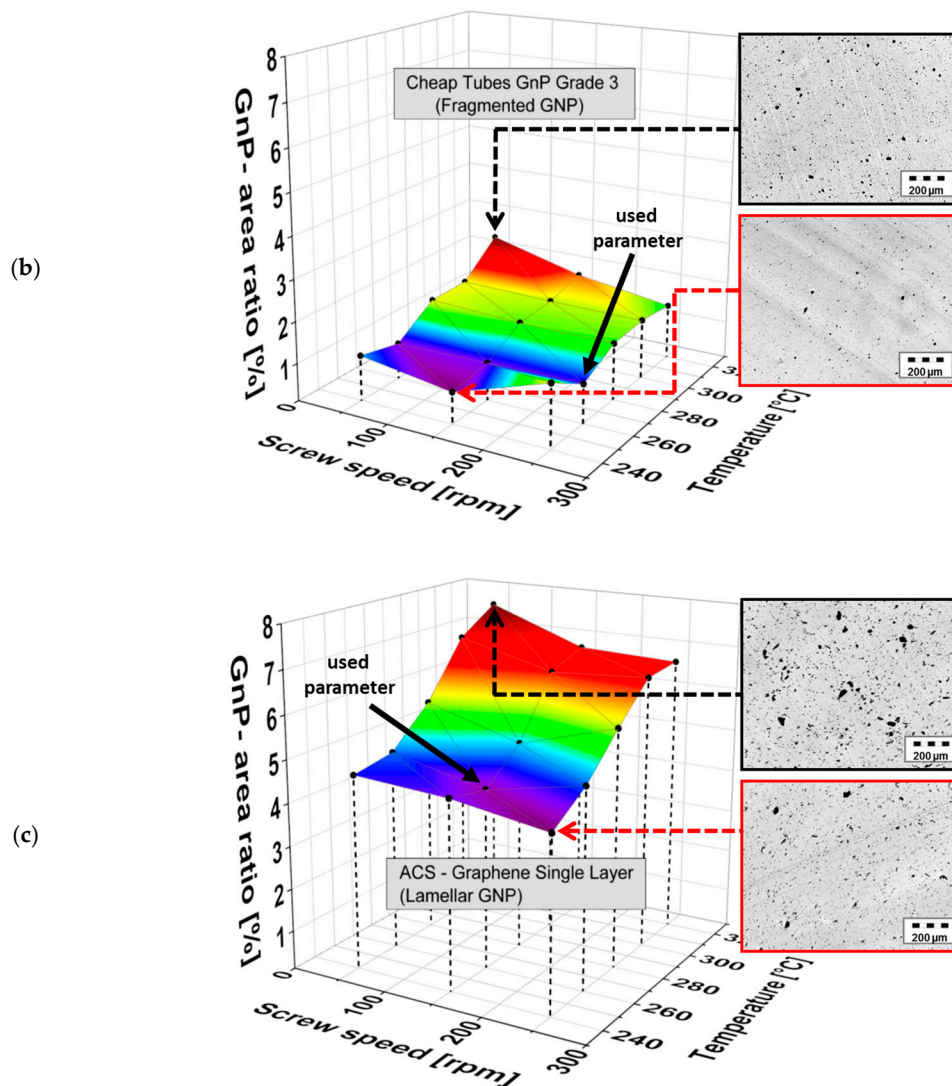 (b)
GnP- area ratio [%]
8
7
6
5
4
3
2
1
0
100
200
300
Screw speed [rpm]
240
260
280
300
Temperature [°C]
Cheap Tubes GnP Grade 3
(Fragmented GNP)
used
parameter
200 µm
200 µm
(c)
GnP- area ratio [%]
8
7
6
5
4
3
2
1
0
100
200
300
Screw speed [rpm]
240
260
280
300
Temperature [°C]
used
parameter
ACS - Graphene Single Layer
(Lamellar GNP)
200 µm
200 µm